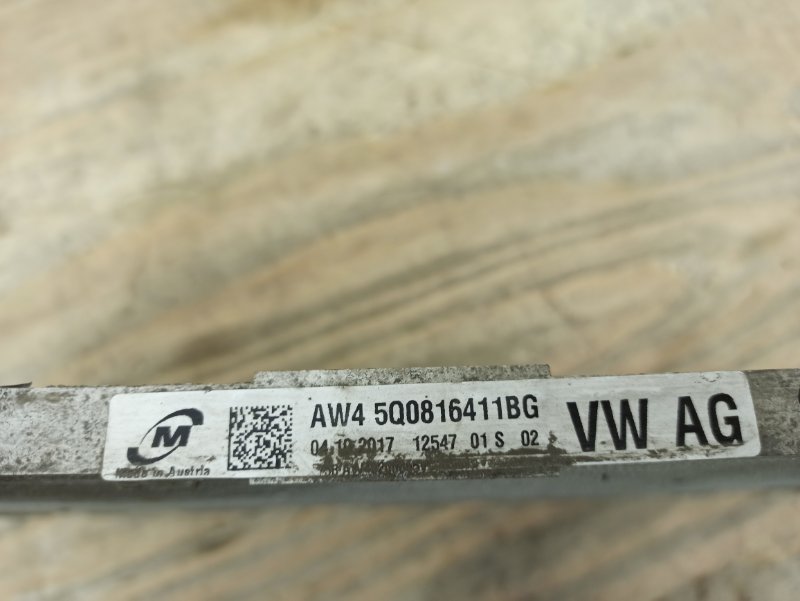 M
Made in Austria
AW4 5Q0816411BG
04.10.2017 12547 01 S 02
VW AG